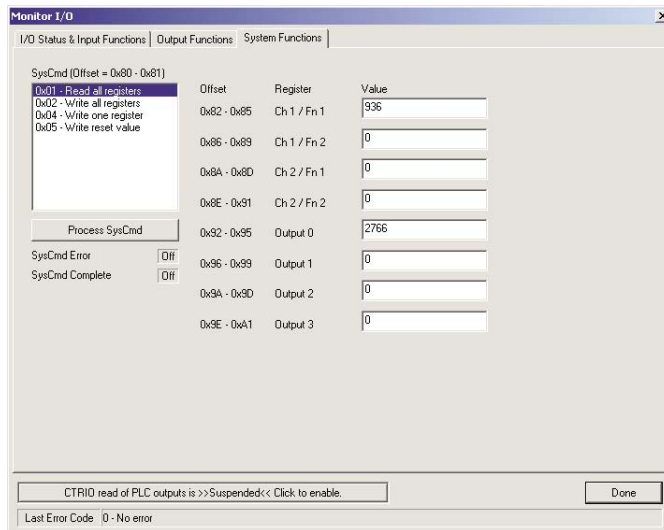 Monitor I/O
I/O Status & Input Functions
Output Functions
System Functions
SysCmd (Offset = 0x80 - 0x81)
0x01 - Read all registers
0x02 - Write all registers
0x04 - Write one register
0x05 - Write reset value
Process SysCmd
SysCmd Error Off
SysCmd Complete Off
Offset Register Value
0x82 - 0x85 Ch 1 / Fn 1 936
0x86 - 0x89 Ch 1 / Fn 2 0
0x8A - 0x8D Ch 2 / Fn 1 0
0x8E - 0x91 Ch 2 / Fn 2 0
0x92 - 0x95 Output 0 2766
0x96 - 0x99 Output 1 0
0x9A - 0x9D Output 2 0
0x9E - 0xA1 Output 3 0
CTRIO read of PLC outputs is >>Suspended<< Click to enable.
Done
Last Error Code 0 - No error